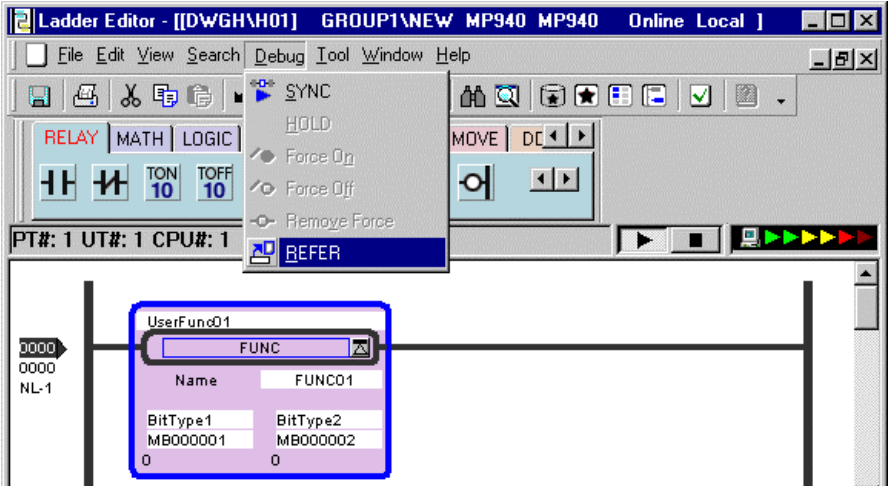 Ladder Editor - [[DWGH\H01] GROUP1\NEW MP940 MP940 Online Local ]
File Edit View Search Debug Tool Window Help
SYNC
HOLD
Force On
Force Off
Remove Force
REFER
RELAY MATH LOGIC MOVE
TON 10 TOFF 10
PT#: 1 UT#: 1 CPU#: 1
UserFunc01
FUNC
0000
0000
NL-1
Name FUNC01
BitType1 BitType2
MB000001 MB000002
0 0